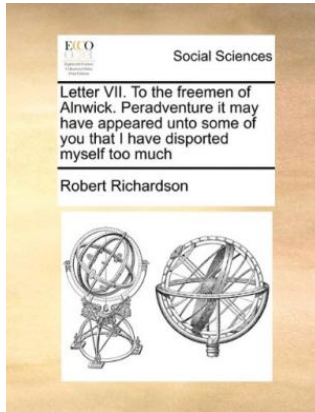 ECCO
Social Sciences
Letter VII. To the freemen of
Alnwick. Peradventure it may
have appeared unto some of
you that I have disported
myself too much
Robert Richardson